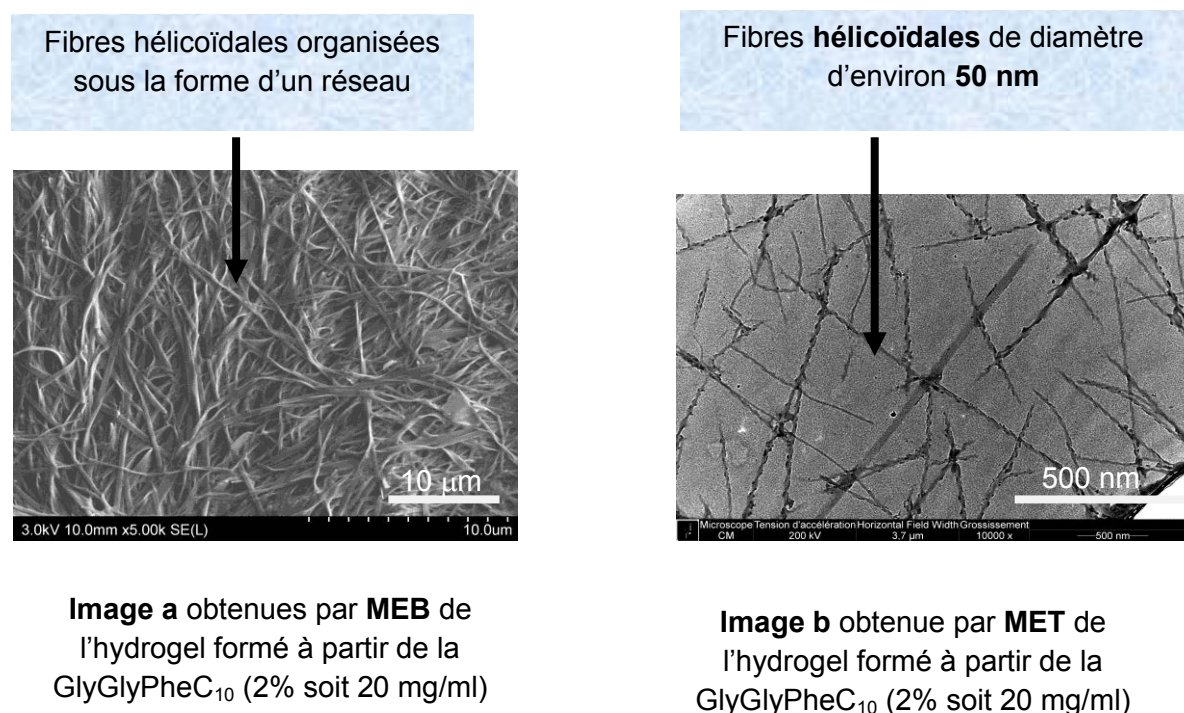 Fibres hélicoïdales organisées
sous la forme d'un réseau
Fibres hélicoïdales de diamètre
d'environ 50 nm
10 μm
3.0kV 10.0mm x5.00k SE(L)
10.0um
500 nm
Microscope Tension d'accélération Horizontal Field Width Grossissement
CM 200 kV 3,7 µm 10000 x 500 nm
Image a obtenues par MEB de
l'hydrogel formé à partir de la
GlyGlyPheC₁₀ (2% soit 20 mg/ml)
Image b obtenue par MET de
l'hydrogel formé à partir de la
GlyGlyPheC₁₀ (2% soit 20 mg/ml)